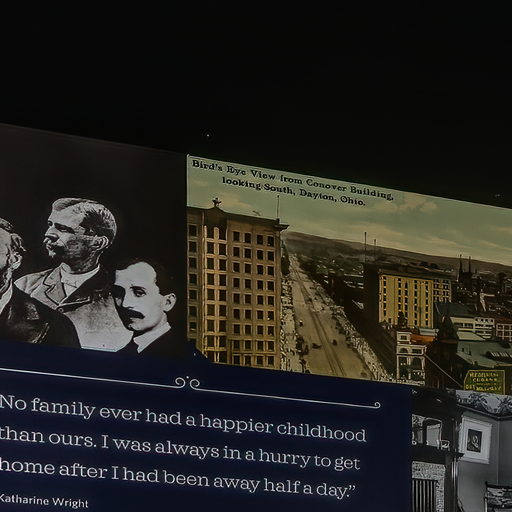 Bird's Eye View from Conover Building,
looking South, Dayton, Ohio.
No family ever had a happier childhood
than ours. I was always in a hurry to get
home after I had been away half a day.”
Katharine Wright